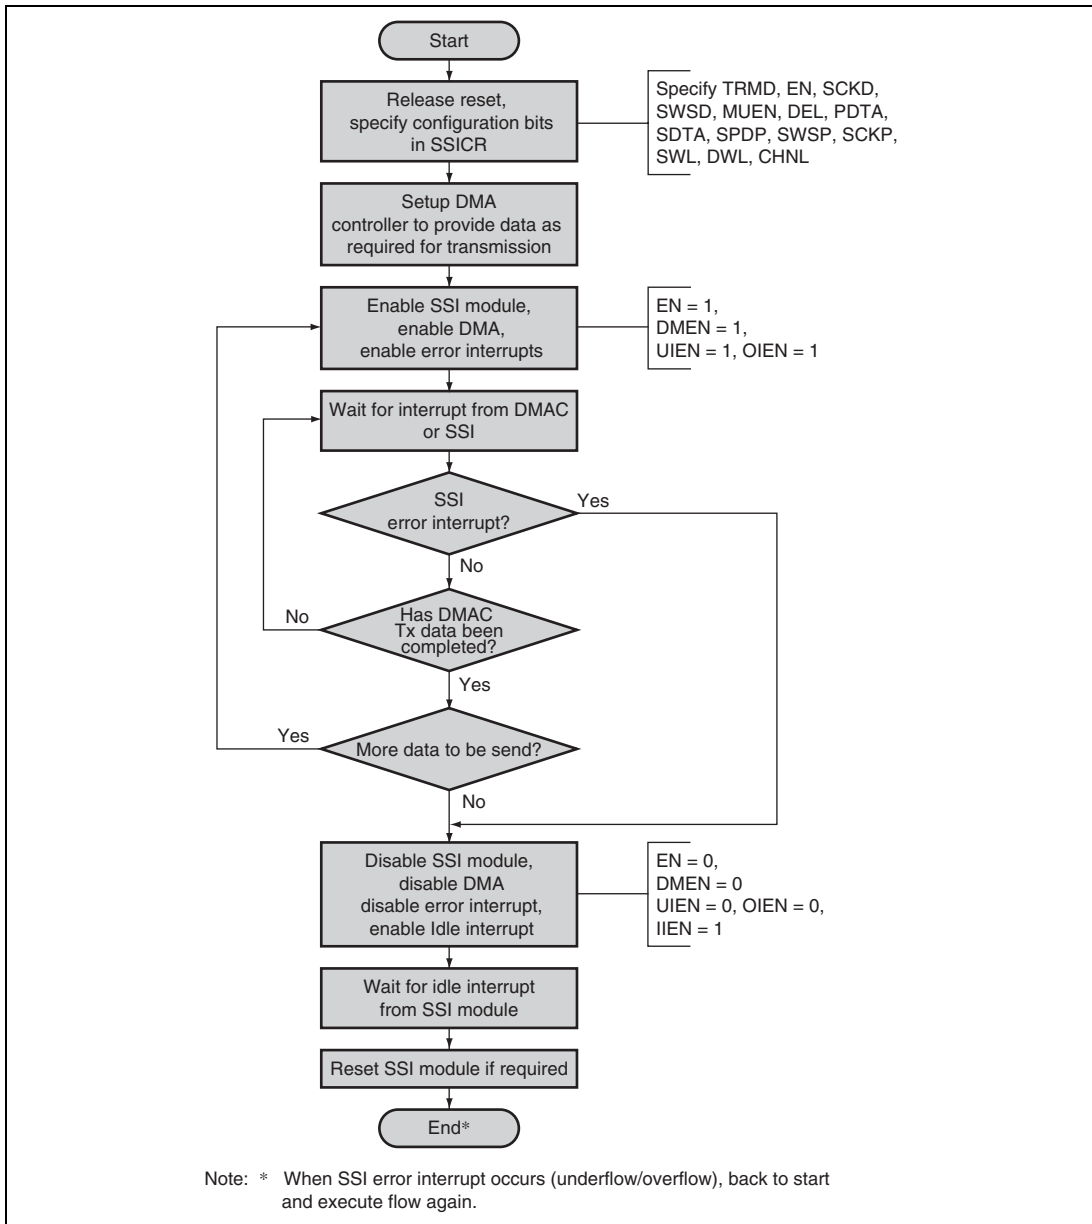 Start
Release reset,
specify configuration bits
in SSICR
Specify TRMD, EN, SCKD,
SWSD, MUEN, DEL, PDTA,
SDTA, SPDP, SWSP, SCKP,
SWL, DWL, CHNL
Setup DMA
controller to provide data as
required for transmission
Enable SSI module,
enable DMA,
enable error interrupts
EN = 1,
DMEN = 1,
UIEN = 1, OIEN = 1
Wait for interrupt from DMAC
or SSI
SSI
error interrupt?
Yes
No
Has DMAC
Tx data been
completed?
No
Yes
More data to be send?
Yes
No
Disable SSI module,
disable DMA
disable error interrupt,
enable Idle interrupt
EN = 0,
DMEN = 0
UIEN = 0, OIEN = 0,
IIEN = 1
Wait for idle interrupt
from SSI module
Reset SSI module if required
End*
Note: * When SSI error interrupt occurs (underflow/overflow), back to start
and execute flow again.